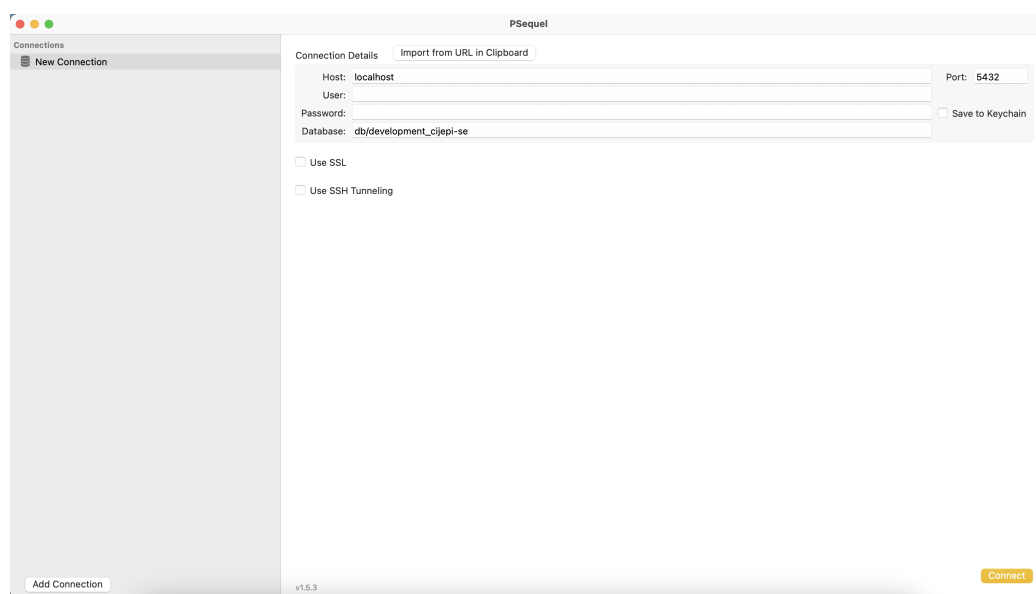 PSequel
Connections
New Connection
Connection Details
Import from URL in Clipboard
Host: localhost
Port: 5432
User:
Password:
Save to Keychain
Database: db/development_cijepi-se
Use SSL
Use SSH Tunneling
Add Connection
v1.5.3
Connect